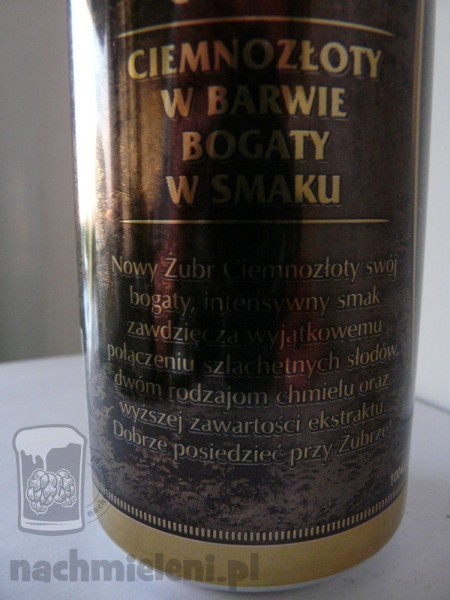 CIEMNOZŁOTY
W BARWIE
BOGATY
W SMAKU
Nowy Żubr Ciemnozłoty swój
bogaty, intensywny smak
zawdzięcza wyjątkowemu
połączeniu szlachetnych słodów,
dwóm rodzajom chmielu oraz
wyższej zawartości ekstraktu.
Dobrze posiedzieć przy Żubrze!
nachmieleni.pl